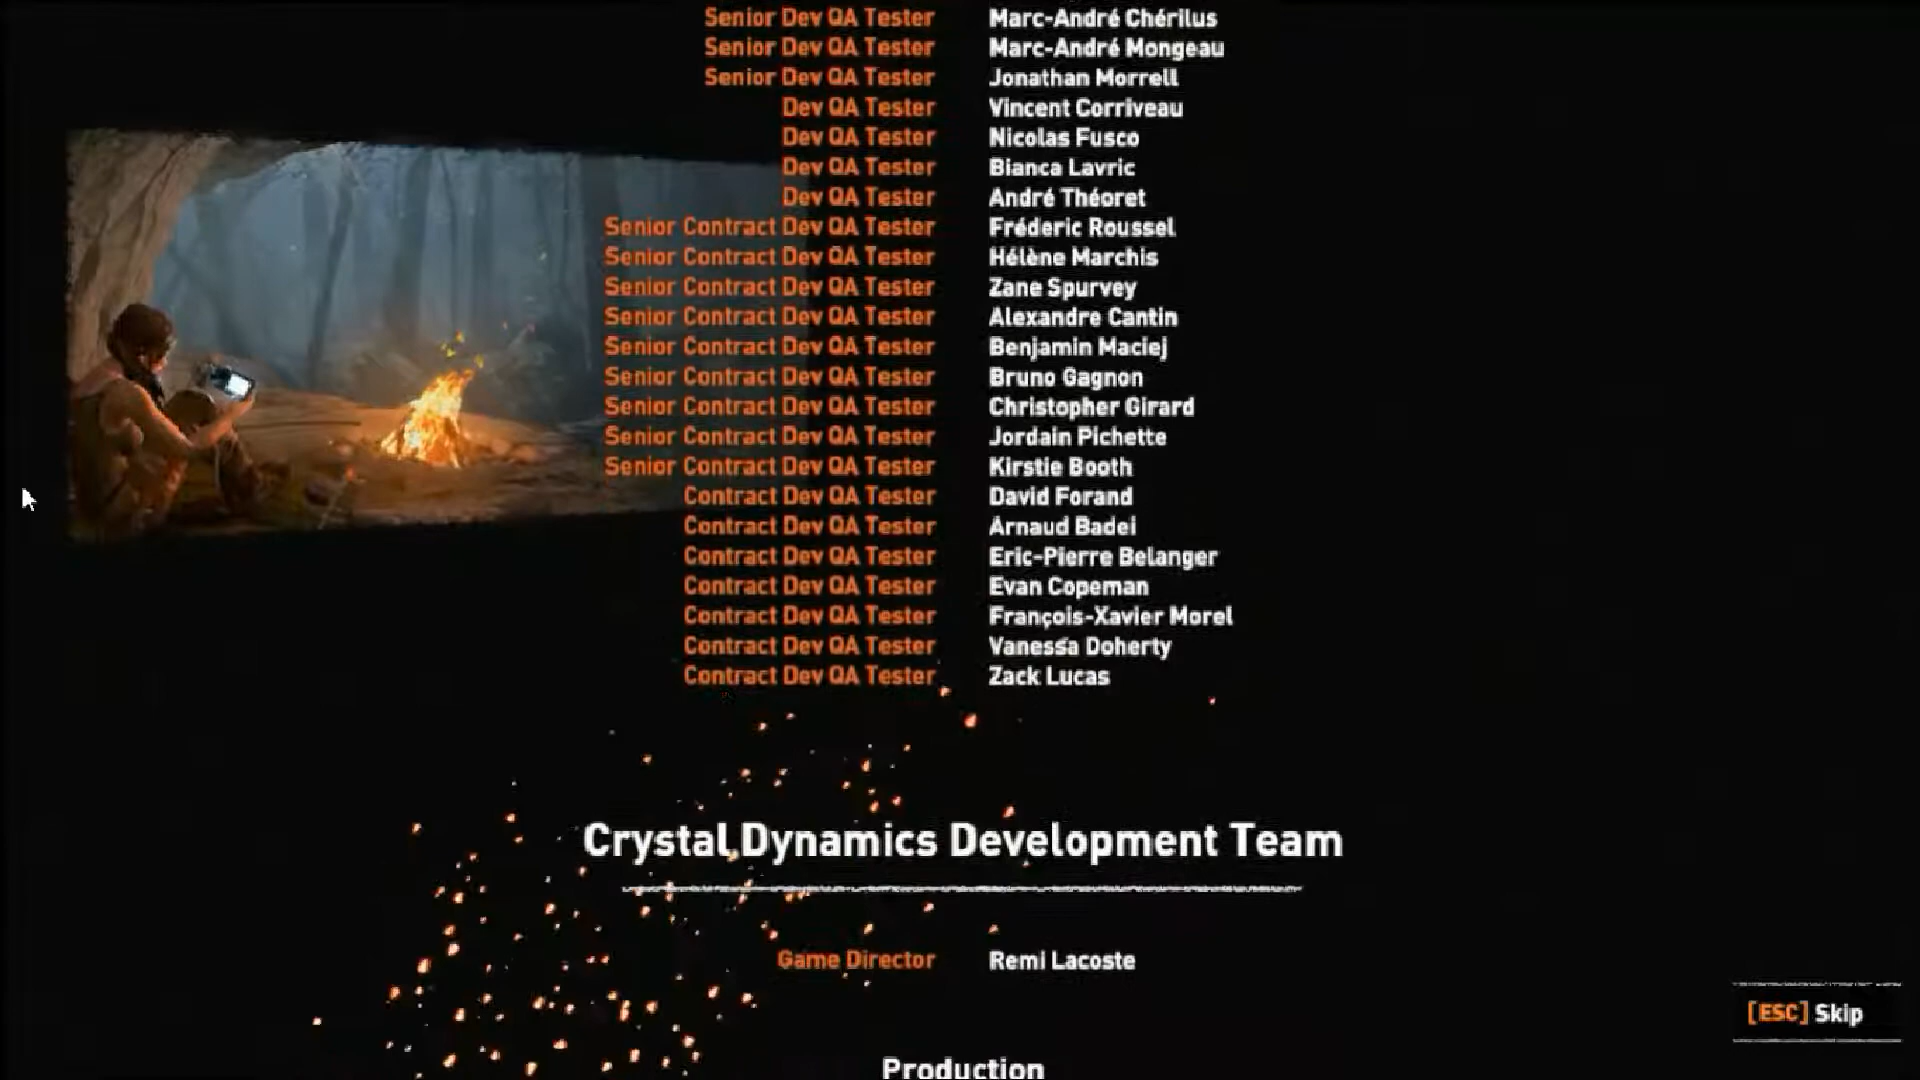 Senior Dev QA Tester Marc-André Chérilus
Senior Dev QA Tester Marc-André Mongeau
Senior Dev QA Tester Jonathan Morrell
Dev QA Tester Vincent Corriveau
Dev QA Tester Nicolas Fusco
Dev QA Tester Bianca Lavric
Dev QA Tester André Théoret
Senior Contract Dev QA Tester Fréderic Roussel
Senior Contract Dev QA Tester Hélène Marchis
Senior Contract Dev QA Tester Zane Spurvey
Senior Contract Dev QA Tester Alexandre Cantin
Senior Contract Dev QA Tester Benjamin Maciej
Senior Contract Dev QA Tester Bruno Gagnon
Senior Contract Dev QA Tester Christopher Girard
Senior Contract Dev QA Tester Jordain Pichette
Senior Contract Dev QA Tester Kirstie Booth
Contract Dev QA Tester David Forand
Contract Dev QA Tester Arnaud Badei
Contract Dev QA Tester Eric-Pierre Belanger
Contract Dev QA Tester Evan Copeman
Contract Dev QA Tester François-Xavier Morel
Contract Dev QA Tester Vanessa Doherty
Contract Dev QA Tester Zack Lucas
Crystal Dynamics Development Team
Game Director Remi Lacoste
[ESC] Skip
Production